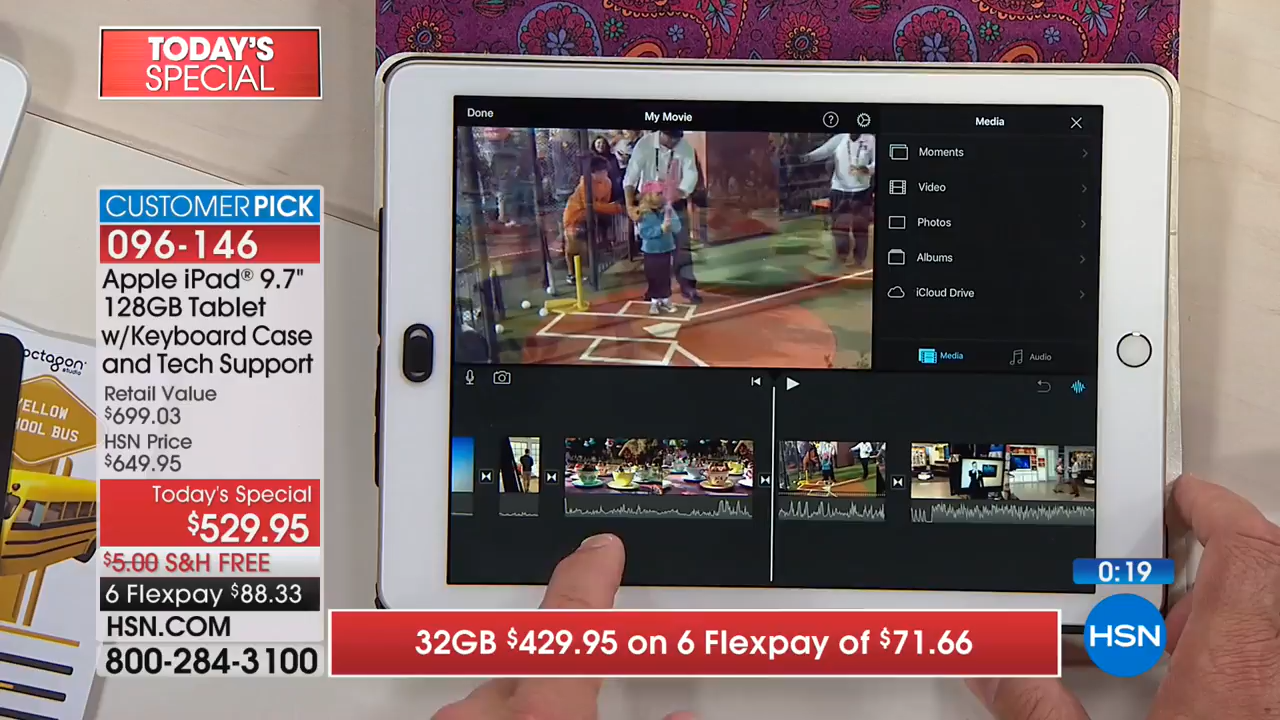 TODAY'S
SPECIAL
CUSTOMER PICK
096-146
Apple iPad® 9.7"
128GB Tablet
w/Keyboard Case
and Tech Support
Retail Value
$699.03
HSN Price
$649.95
Today's Special
$529.95
$5.00 S&H FREE
6 Flexpay $88.33
HSN.COM
800-284-3100
octagon
studio
YELLOW
Done
My Movie
?
Media
Moments
Video
Photos
Albums
iCloud Drive
Media
Audio
0:19
HSN
32GB $429.95 on 6 Flexpay of $71.66